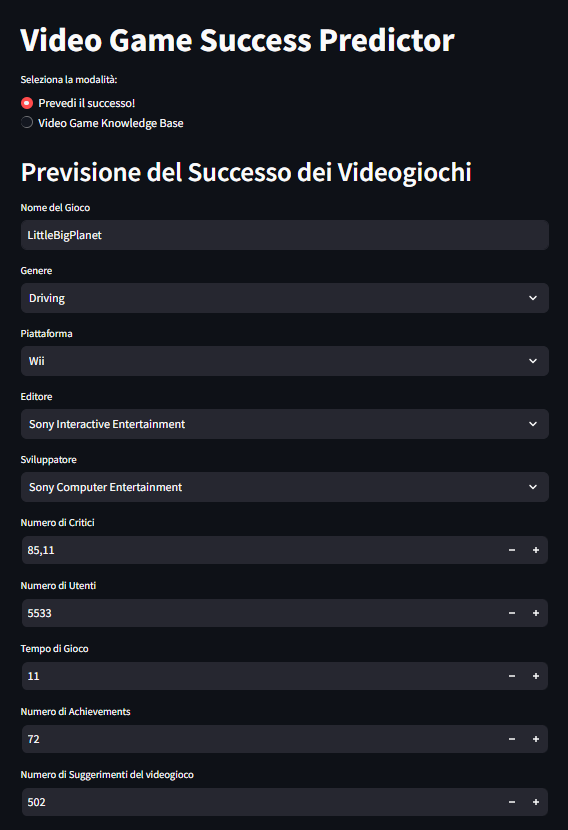 Video Game Success Predictor
Seleziona la modalità:
Prevedi il successo!
Video Game Knowledge Base
Previsione del Successo dei Videogiochi
Nome del Gioco
LittleBigPlanet
Genere
Driving
Piattaforma
Wii
Editore
Sony Interactive Entertainment
Sviluppatore
Sony Computer Entertainment
Numero di Critici
85,11
Numero di Utenti
5533
Tempo di Gioco
11
Numero di Achievements
72
Numero di Suggerimenti del videogioco
502